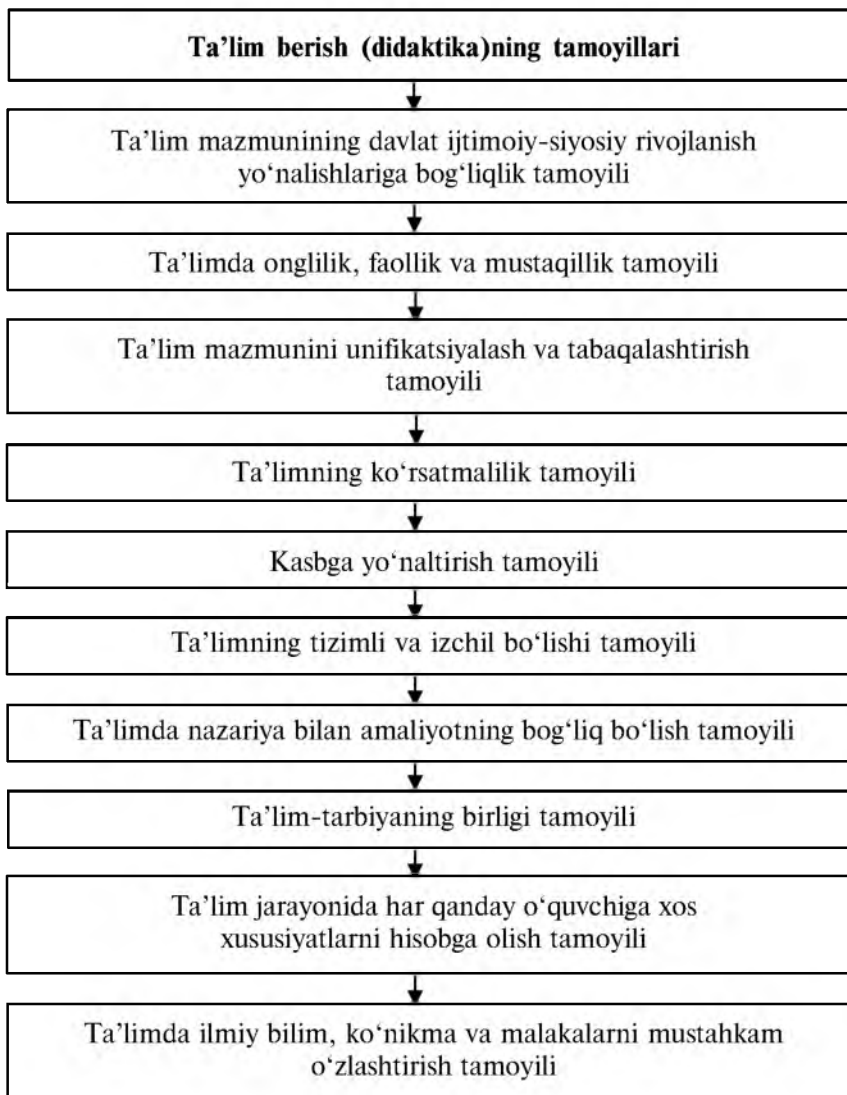 Ta’lim berish (didaktika)ning tamoyillari
Ta’lim mazmunining davlat ijtimoiy-siyosiy rivojlanish
yo‘nalishlariga bog‘liqlik tamoyili
Ta’limda onglilik, faollik va mustaqillik tamoyili
Ta’lim mazmunini unifikatsiyalash va tabaqalashtirish
tamoyili
Ta’limning ko‘rsatmalilik tamoyili
Kasbga yo‘naltirish tamoyili
Ta’limning tizimli va izchil bo‘lishi tamoyili
Ta’limda nazariya bilan amaliyotning bog‘liq bo‘lish tamoyili
Ta’lim-tarbiyaning birligi tamoyili
Ta’lim jarayonida har qanday o‘quvchiga xos
xususiyatlarni hisobga olish tamoyili
Ta’limda ilmiy bilim, ko‘nikma va malakalarni mustahkam
o‘zlashtirish tamoyili